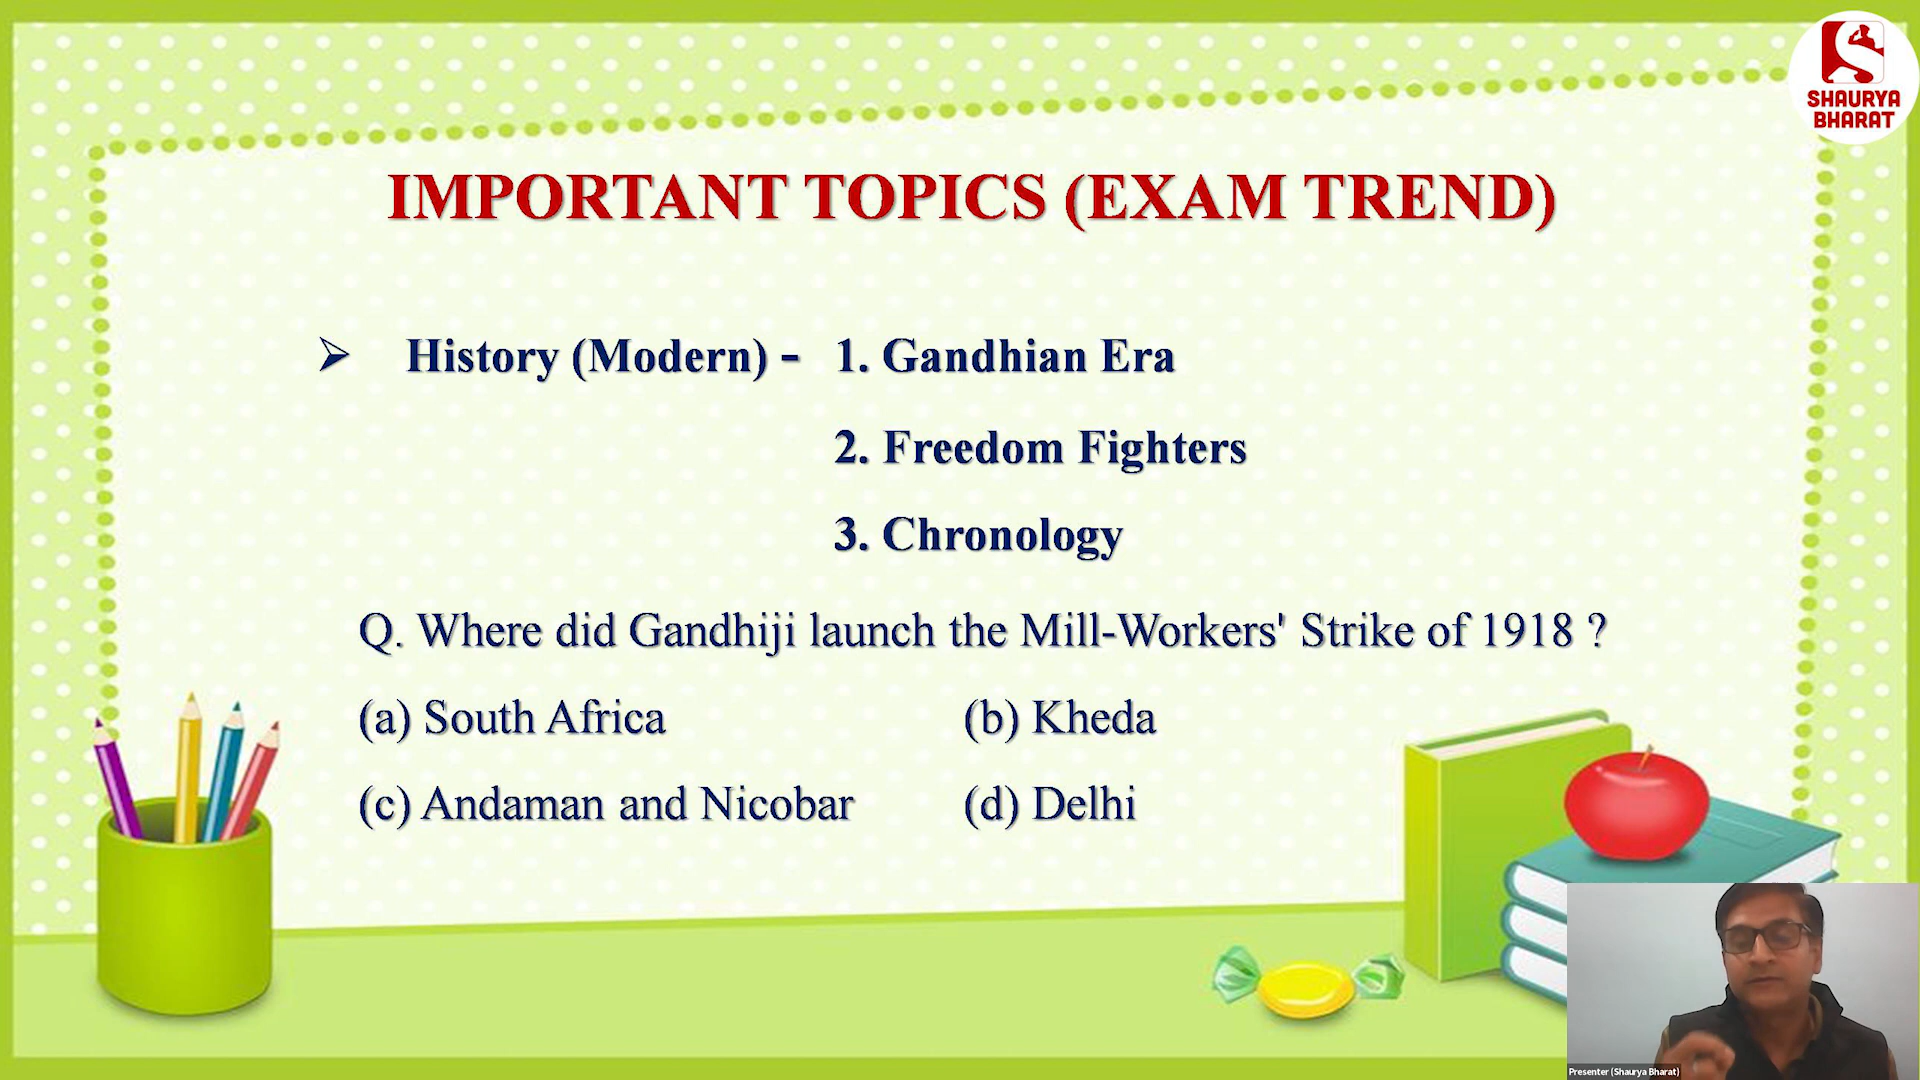 SHAURYA
BHARAT
IMPORTANT TOPICS (EXAM TREND)
➢ History (Modern) - 1. Gandhian Era
2. Freedom Fighters
3. Chronology
Q. Where did Gandhiji launch the Mill-Workers' Strike of 1918 ?
(a) South Africa (b) Kheda
(c) Andaman and Nicobar (d) Delhi
Presenter (Shaurya Bharat)